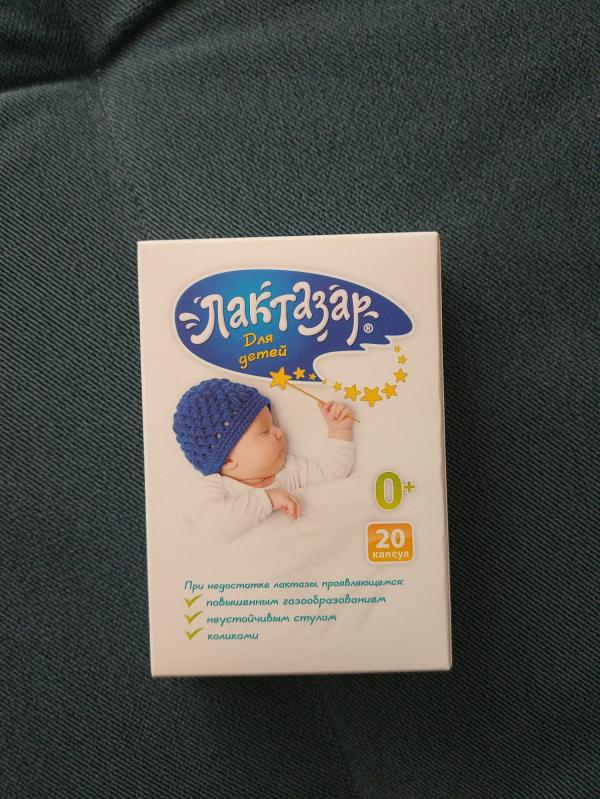 Лактазар®
Для
детей
0+
20
капсул
При недостатке лактазы, проявляющемся:
повышенным газообразованием
неустойчивым стулом
коликами